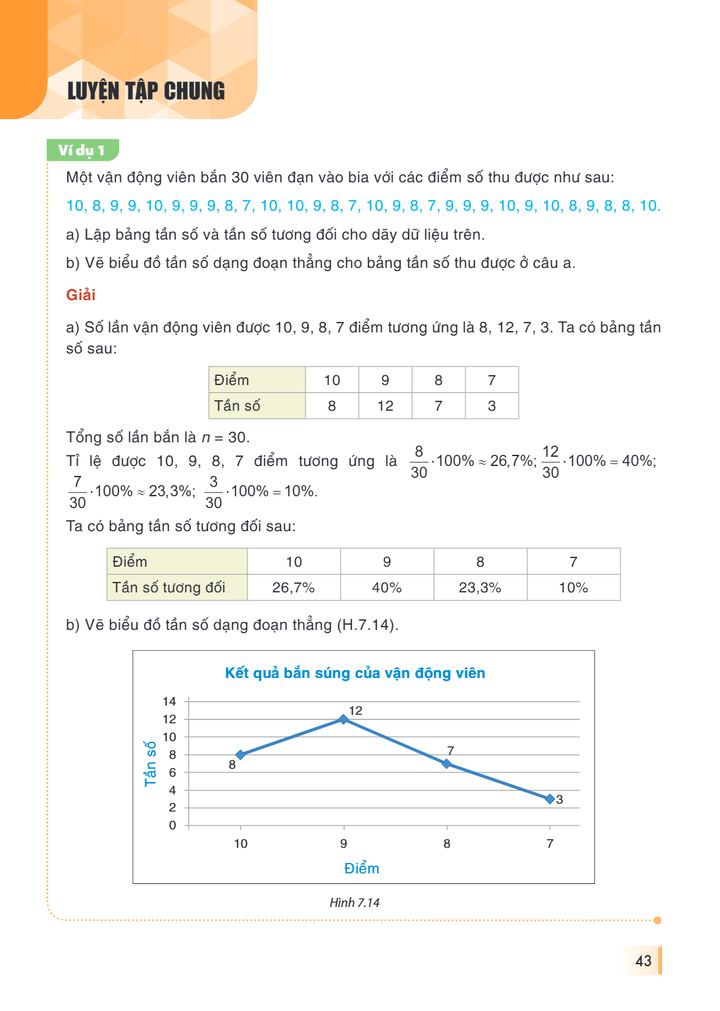 LUYỆN TẬP CHUNG
Ví dụ 1
Một vận động viên bắn 30 viên đạn vào bia với các điểm số thu được như sau:
10, 8, 9, 9, 10, 9, 9, 9, 8, 7, 10, 10, 9, 8, 7, 10, 9, 8, 7, 9, 9, 9, 10, 9, 10, 8, 9, 8, 8, 10.
a) Lập bảng tần số và tần số tương đối cho dãy dữ liệu trên.
b) Vẽ biểu đồ tần số dạng đoạn thẳng cho bảng tần số thu được ở câu a.
Giải
a) Số lần vận động viên được 10, 9, 8, 7 điểm tương ứng là 8, 12, 7, 3. Ta có bảng tần
số sau:
Điểm 10 9 8 7
Tần số 8 12 7 3
Tổng số lần bắn là n = 30.
Tỉ lệ được 10, 9, 8, 7 điểm tương ứng là 8/30 · 100% ≈ 26,7%; 12/30 · 100% = 40%;
7/30 · 100% ≈ 23,3%; 3/30 · 100% = 10%.
Ta có bảng tần số tương đối sau:
Điểm 10 9 8 7
Tần số tương đối 26,7% 40% 23,3% 10%
b) Vẽ biểu đồ tần số dạng đoạn thẳng (H.7.14).
Kết quả bắn súng của vận động viên
Tần số
14
12
10
8
6
4
2
0
8
12
7
3
10 9 8 7
Điểm
Hình 7.14
43